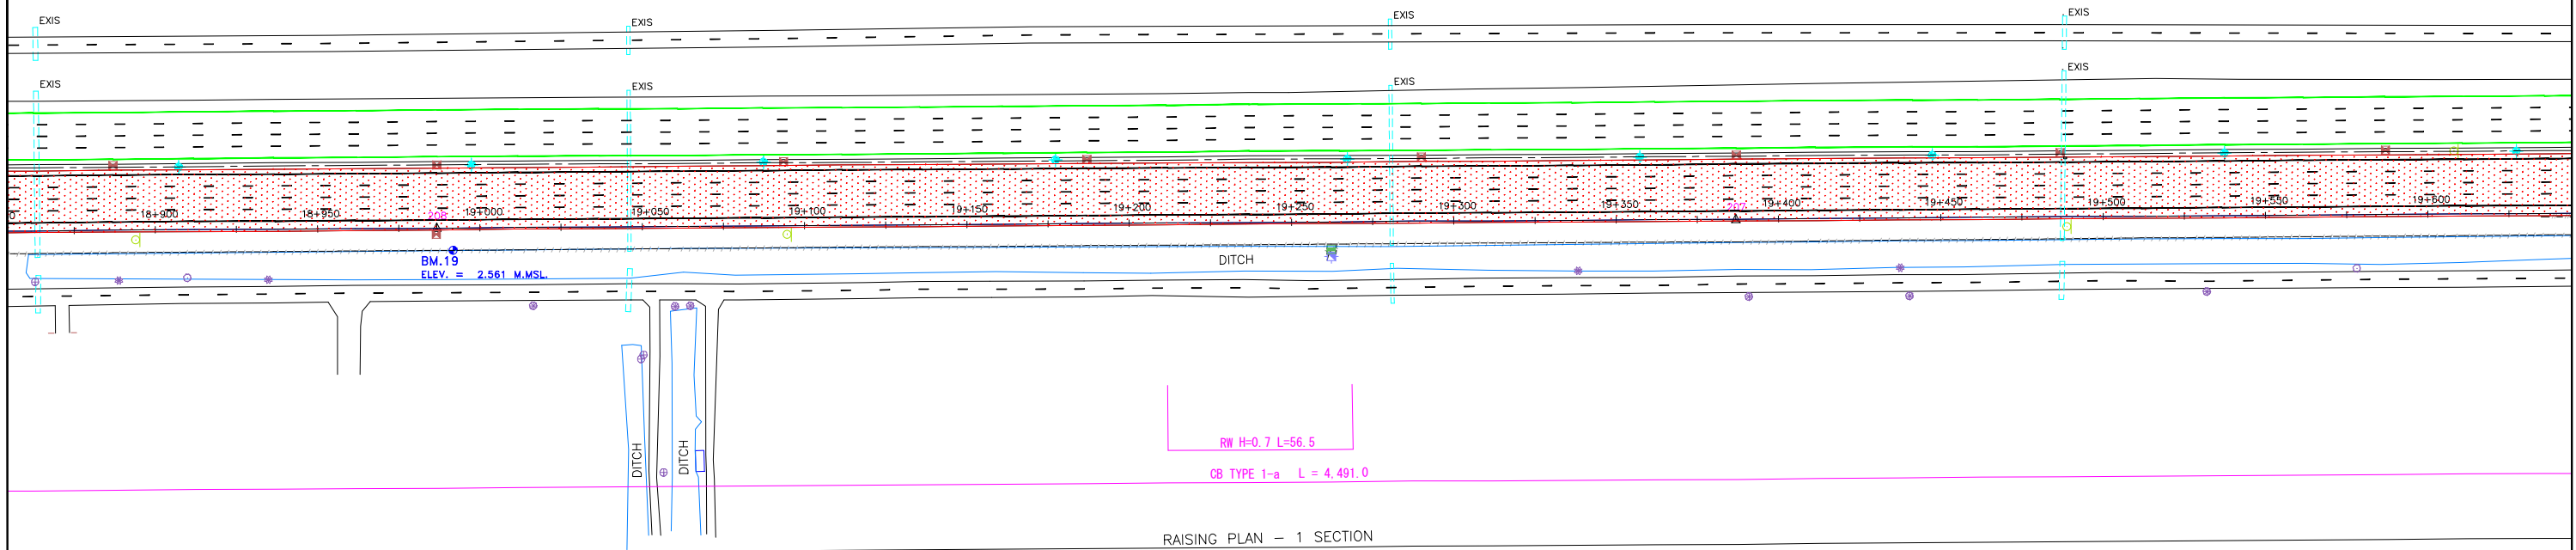 EXIS
EXIS
EXIS
EXIS
EXIS
EXIS
EXIS
EXIS
0
18+900
18+950
208
19+000
19+050
19+100
19+150
19+200
19+250
19+300
19+350
207
19+400
19+450
19+500
19+550
19+600
BM.19
ELEV. = 2.561 M.MSL.
DITCH
DITCH
DITCH
RW H=0.7 L=56.5
CB TYPE 1-a L = 4,491.0
RAISING PLAN - 1 SECTION